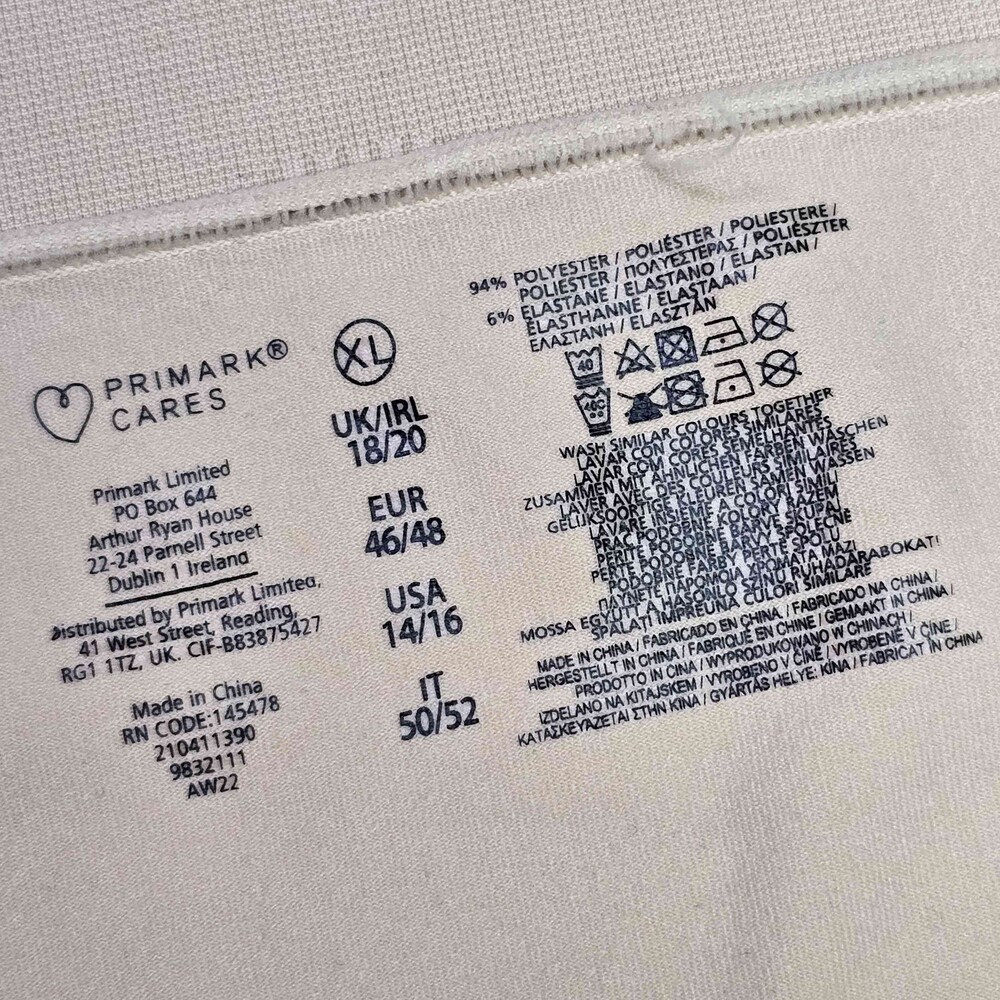 PRIMARK®
CARES
Primark Limited
PO Box 644
Arthur Ryan House
22-24 Parnell Street
Dublin 1 Ireland
Distributed by Primark Limited,
41 West Street, Reading,
RG1 1TZ, UK. CIF-B83875427
Made in China
RN CODE:145478
210411390
9832111
AW22
XL
UK/IRL
18/20
EUR
46/48
USA
14/16
IT
50/52
94% POLYESTER / POLIÉSTER / POLIESTERE /
POLIESTER / ΠΟΛΥΕΣΤΕΡΑΣ / POLIÉSZTER
6% ELASTANE / ELASTANO / ELASTAN /
ELASTHANNE / ELASTAAN /
ΕΛΑΣΤΑΝΗ / ELASZTÁN
40
40C
WASH SIMILAR COLOURS TOGETHER
LAVAR CON COLORES SIMILARES
LAVAR COM CORES SEMELHANTES
ZUSAMMEN MIT ÄHNLICHEN FARBEN WASCHEN
LAVER AVEC DES COULEURS SIMILAIRES
GELIJKSOORTIGE KLEUREN SAMEN WASSEN
LAVARE INSIEME A COLORI SIMILI
PRAĆ PODOBNE KOLORY RAZEM
PERITE PODOBNE BARVE SKUPAJ
PERTE PODOBNÉ BARVY SPOLEČNĚ
PODOBNÉ FARBY PERTE SPOLU
ΠΛΥΝΕΤΕ ΠΑΡΟΜΟΙΑ ΧΡΩΜΑΤΑ ΜΑΖΙ
MOSSA EGYÜTT A HASONLÓ SZÍNŰ RUHADARABOKAT!
SPĂLAȚI ÎMPREUNĂ CULORI SIMILARE
MADE IN CHINA / FABRICADO EN CHINA / FABRICADO NA CHINA /
HERGESTELLT IN CHINA / FABRIQUÉ EN CHINE / GEMAAKT IN CHINA /
PRODOTTO IN CINA / WYPRODUKOWANO W CHINACH /
IZDELANO NA KITAJSKEM / VYROBENO V ČÍNĚ / VYROBENÉ V ČÍNE /
ΚΑΤΑΣΚΕΥΑΖΕΤΑΙ ΣΤΗΝ ΚΙΝΑ / GYÁRTÁS HELYE: KÍNA / FABRICAT ÎN CHINA